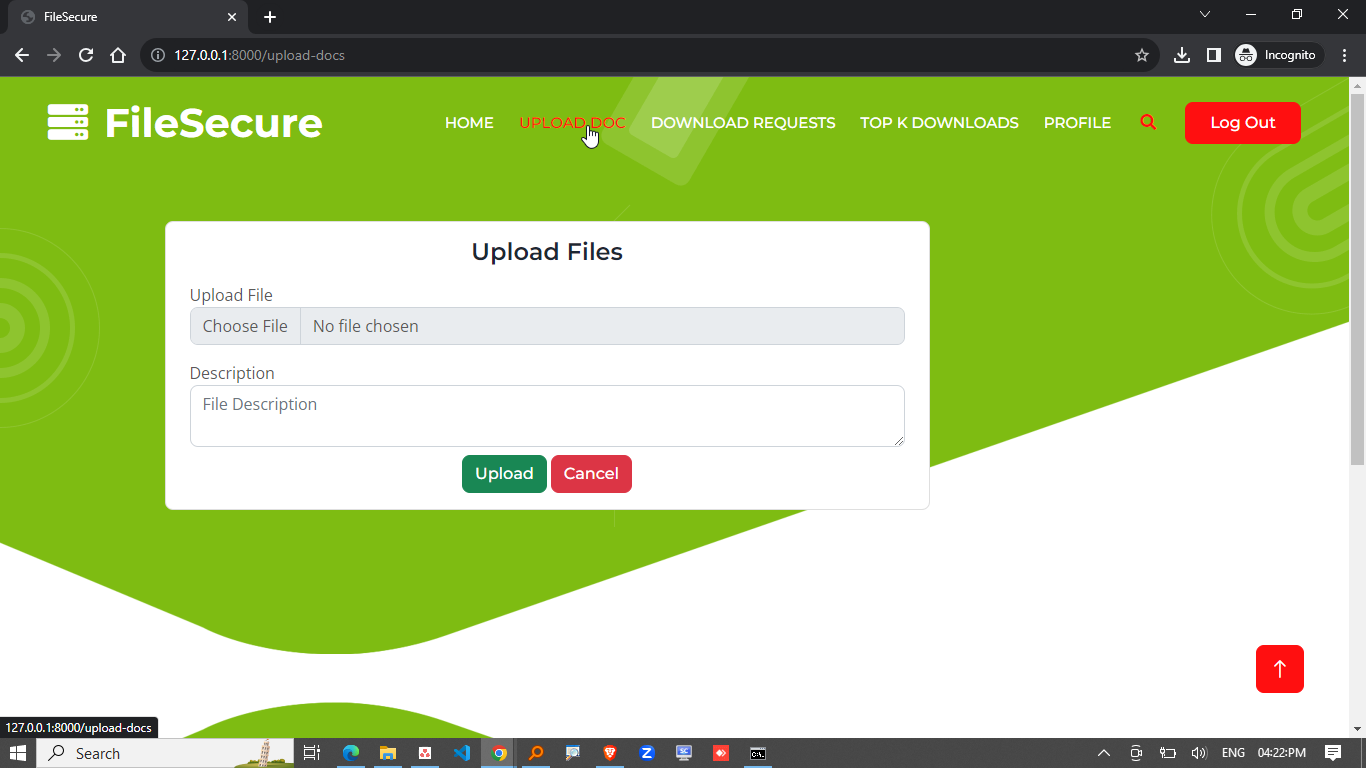 FileSecure
127.0.0.1:8000/upload-docs
Incognito
FileSecure
HOME UPLOAD DOC DOWNLOAD REQUESTS TOP K DOWNLOADS PROFILE Log Out
Upload Files
Upload File
Choose File No file chosen
Description
File Description
Upload Cancel
127.0.0.1:8000/upload-docs
Search
ENG 04:22:PM